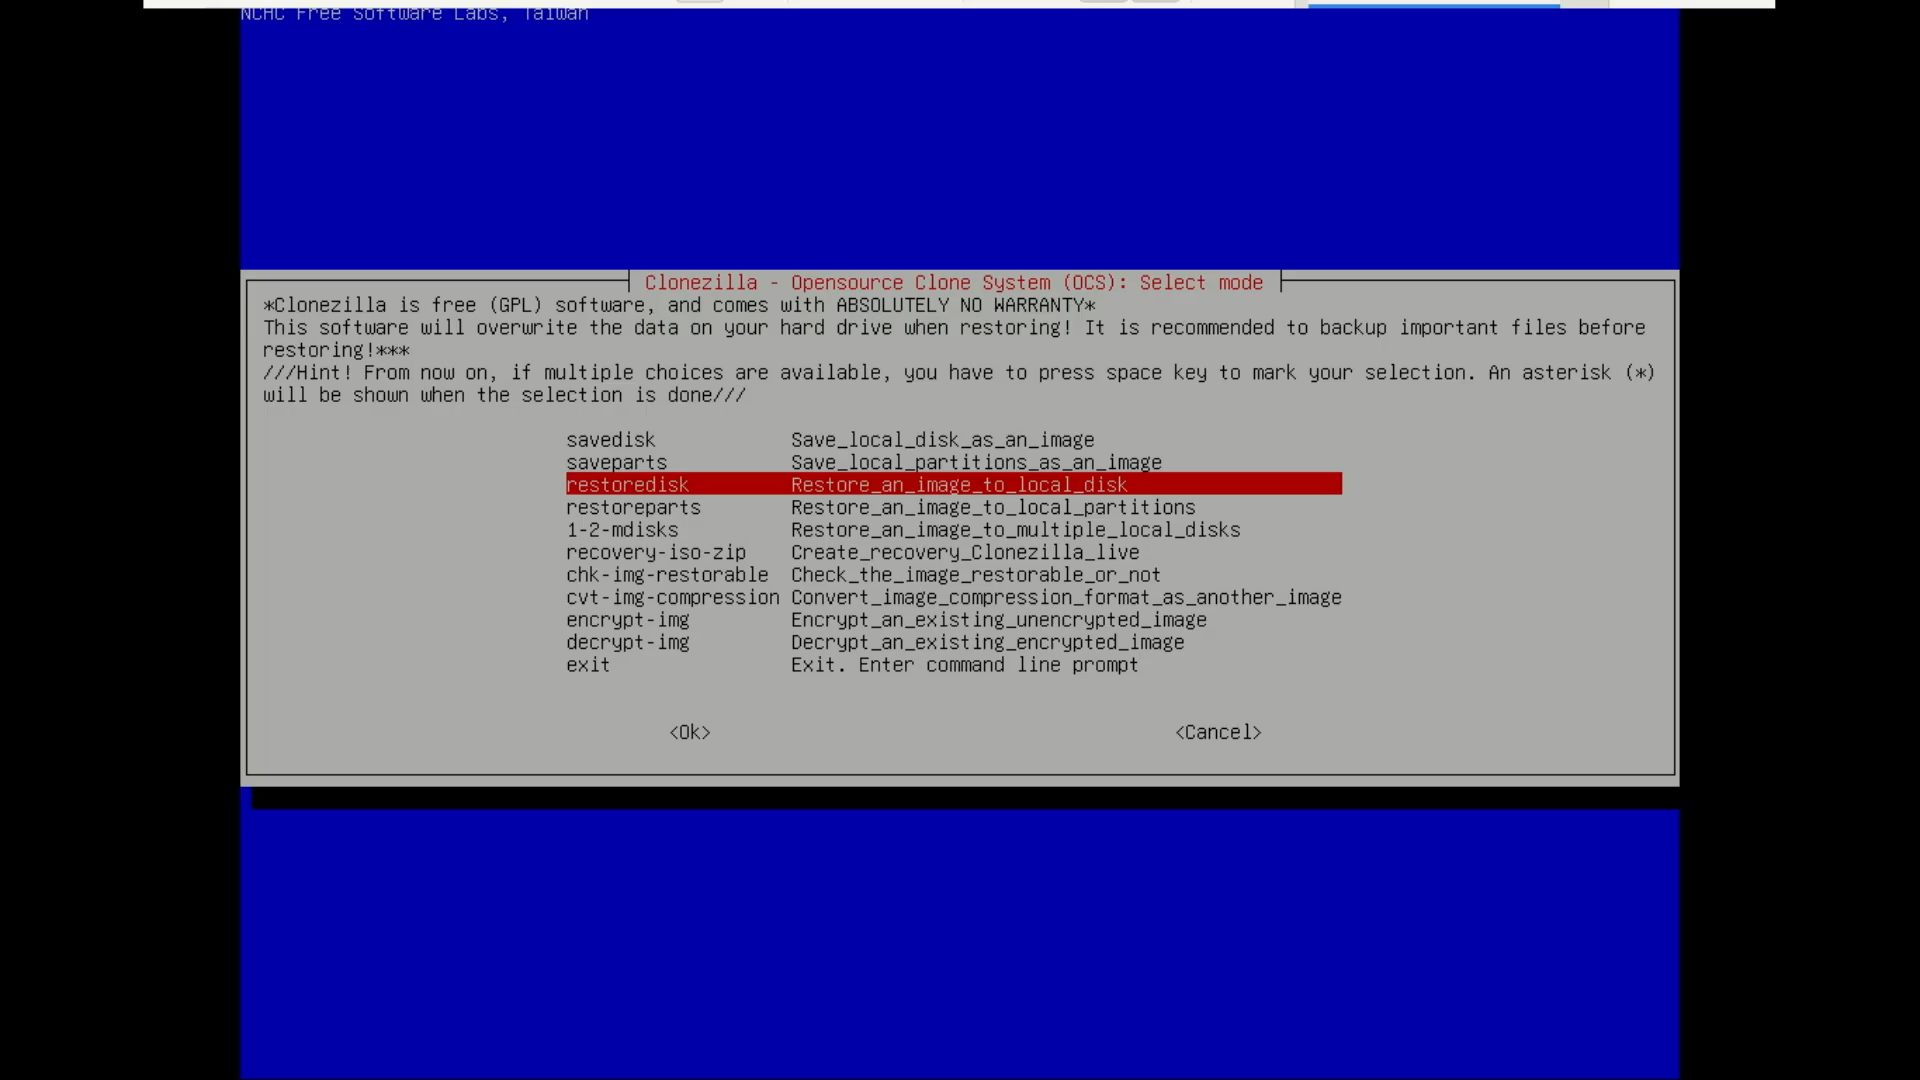 NCHC Free Software Labs, Taiwan
Clonezilla - Opensource Clone System (OCS): Select mode
*Clonezilla is free (GPL) software, and comes with ABSOLUTELY NO WARRANTY*
This software will overwrite the data on your hard drive when restoring! It is recommended to backup important files before
restoring!***
///Hint! From now on, if multiple choices are available, you have to press space key to mark your selection. An asterisk (*)
will be shown when the selection is done///
savedisk Save_local_disk_as_an_image
saveparts Save_local_partitions_as_an_image
restoredisk Restore_an_image_to_local_disk
restoreparts Restore_an_image_to_local_partitions
1-2-mdisks Restore_an_image_to_multiple_local_disks
recovery-iso-zip Create_recovery_Clonezilla_live
chk-img-restorable Check_the_image_restorable_or_not
cvt-img-compression Convert_image_compression_format_as_another_image
encrypt-img Encrypt_an_existing_unencrypted_image
decrypt-img Decrypt_an_existing_encrypted_image
exit Exit. Enter command line prompt
<Ok> <Cancel>